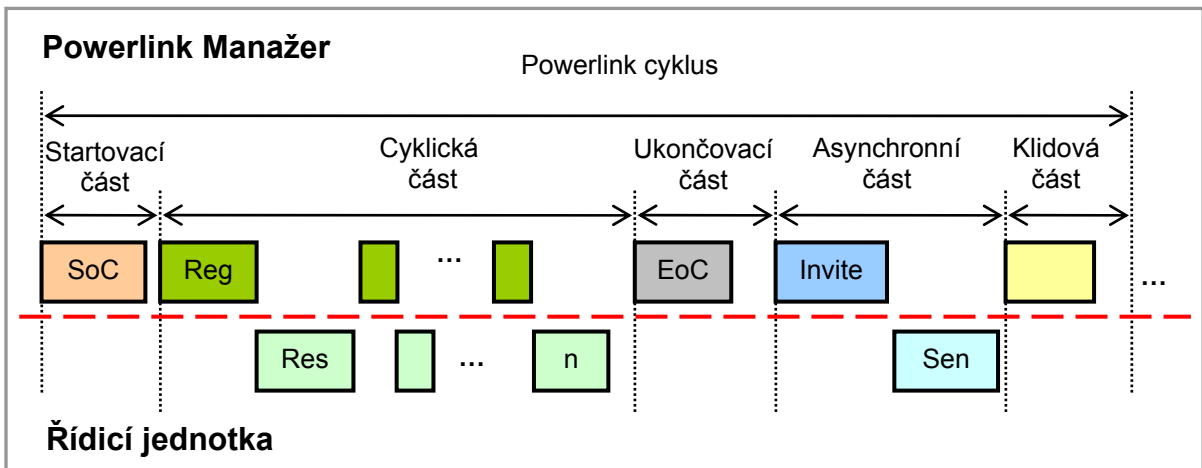 Powerlink Manažer
Powerlink cyklus
Startovací část
Cyklická část
Ukončovací část
Asynchronní část
Klidová část
SoC
Reg
...
EoC
Invite
...
Res
...
n
Sen
Řídicí jednotka